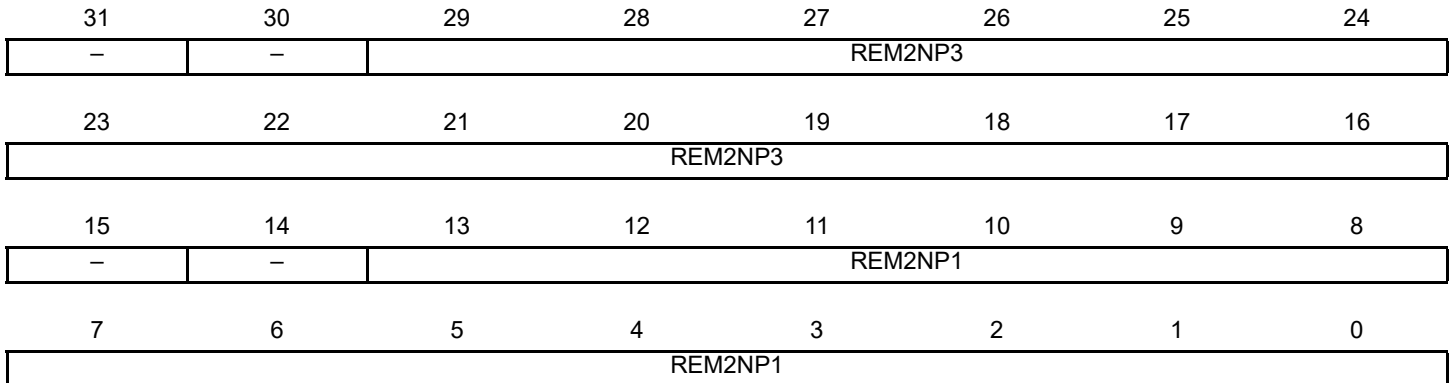 31 30 29 28 27 26 25 24
– – REM2NP3
23 22 21 20 19 18 17 16
REM2NP3
15 14 13 12 11 10 9 8
– – REM2NP1
7 6 5 4 3 2 1 0
REM2NP1